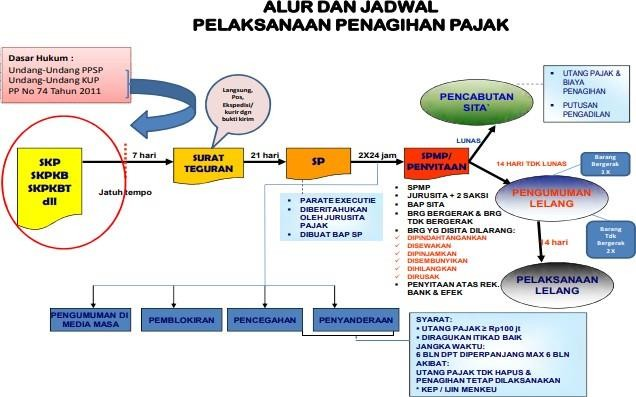 ALUR DAN JADWAL
PELAKSANAAN PENAGIHAN PAJAK
Dasar Hukum :
Undang-Undang PPSP
Undang-Undang KUP
PP No 74 Tahun 2011
Langsung,
Pos,
Ekspedisi/
kurir dgn
bukti kirim
PENCABUTAN
SITA`
UTANG PAJAK &
BIAYA
PENAGIHAN
PUTUSAN
PENGADILAN
LUNAS
SKP
SKPKB
SKPKBT
dll
7 hari
Jatuh tempo
SURAT
TEGURAN
21 hari
SP
2X24 jam
SPMP/
PENYITAAN
14 HARI TDK LUNAS
Barang
Bergerak
1 X
PENGUMUMAN
LELANG
Barang
Tdk
Bergerak
2 X
14 hari
PELAKSANAAN
LELANG
PARATE EXECUTIE
DIBERITAHUKAN
OLEH JURUSITA
PAJAK
DIBUAT BAP SP
SPMP
JURUSITA + 2 SAKSI
BAP SITA
BRG BERGERAK & BRG
TDK BERGERAK
BRG YG DISITA DILARANG:
DIPINDAHTANGANKAN
DISEWAKAN
DIPINJAMKAN
DISEMBUNYIKAN
DIHILANGKAN
DIRUSAK
PENYITAAN ATAS REK.
BANK & EFEK
PENGUMUMAN DI
MEDIA MASA
PEMBLOKIRAN
PENCEGAHAN
PENYANDERAAN
SYARAT:
• UTANG PAJAK ≥ Rp100 jt
• DIRAGUKAN ITIKAD BAIK
JANGKA WAKTU:
6 BLN DPT DIPERPANJANG MAX 6 BLN
AKIBAT:
UTANG PAJAK TDK HAPUS &
PENAGIHAN TETAP DILAKSANAKAN
* KEP / IJIN MENKEU